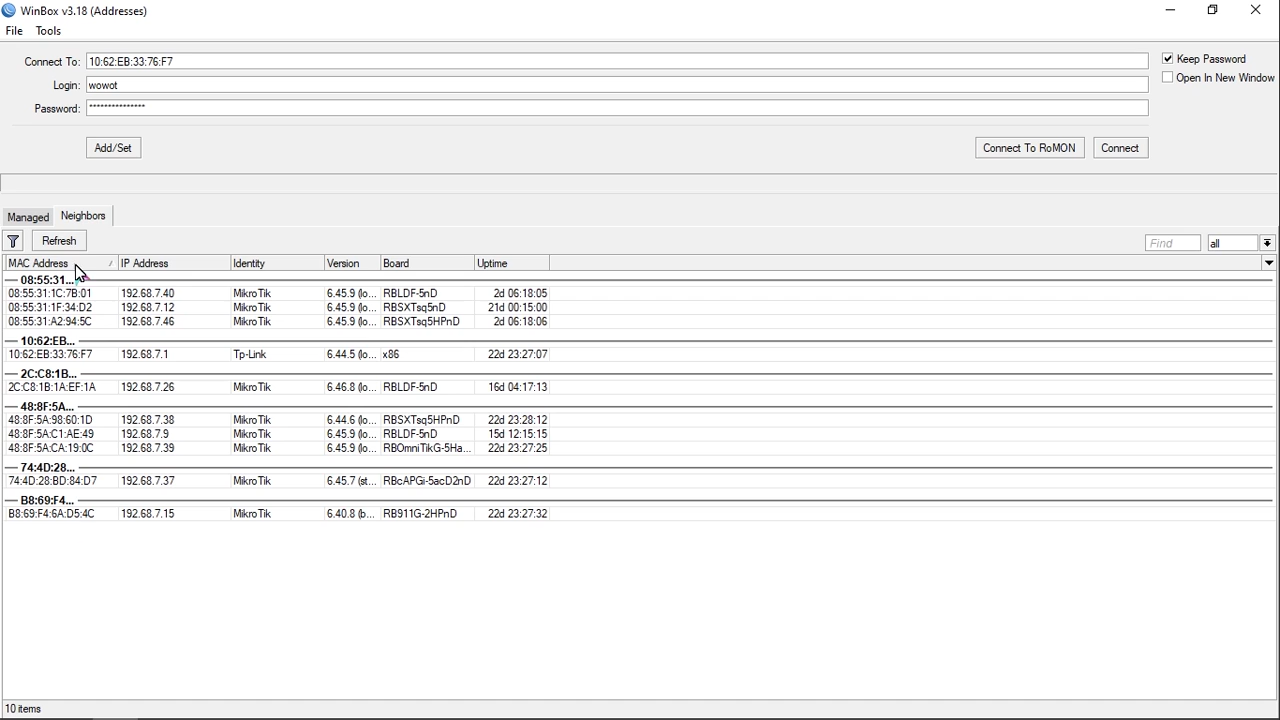 WinBox v3.18 (Addresses)
File Tools
Connect To: 10:62:EB:33:76:F7
Keep Password
Login: wowot
Open In New Window
Password: ***************
Add/Set Connect To RoMON Connect
Managed Neighbors
Refresh Find all
MAC Address IP Address Identity Version Board Uptime
08:55:31...
08:55:31:1C:7B:01 192.68.7.40 MikroTik 6.45.9 (lo... RBLDF-5nD 2d 06:18:05
08:55:31:1F:34:D2 192.68.7.12 MikroTik 6.45.9 (lo... RBSXTsq5nD 21d 00:15:00
08:55:31:A2:94:5C 192.68.7.46 MikroTik 6.45.9 (lo... RBSXTsq5HPnD 2d 06:18:06
10:62:EB...
10:62:EB:33:76:F7 192.68.7.1 Tp-Link 6.44.5 (lo... x86 22d 23:27:07
2C:C8:1B...
2C:C8:1B:1A:EF:1A 192.68.7.26 MikroTik 6.46.8 (lo... RBLDF-5nD 16d 04:17:13
48:8F:5A...
48:8F:5A:98:60:1D 192.68.7.38 MikroTik 6.44.6 (lo... RBSXTsq5HPnD 22d 23:28:12
48:8F:5A:C1:AE:49 192.68.7.9 MikroTik 6.45.9 (lo... RBLDF-5nD 15d 12:15:15
48:8F:5A:CA:19:0C 192.68.7.39 MikroTik 6.45.9 (lo... RBOmniTikG-5Ha... 22d 23:27:25
74:4D:28...
74:4D:28:BD:84:D7 192.68.7.37 MikroTik 6.45.7 (st... RBcAPGi-5acD2nD 22d 23:27:12
B8:69:F4...
B8:69:F4:6A:D5:4C 192.68.7.15 MikroTik 6.40.8 (b... RB911G-2HPnD 22d 23:27:32
10 items